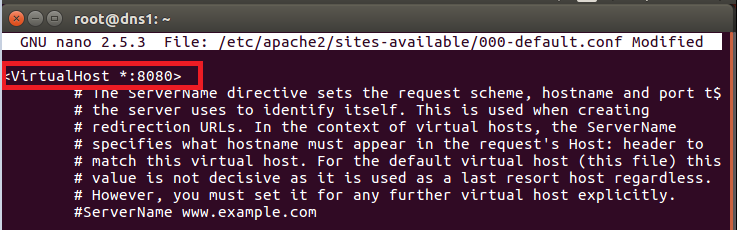 root@dns1: ~
GNU nano 2.5.3 File: /etc/apache2/sites-available/000-default.conf Modified
<VirtualHost *:8080>
# The ServerName directive sets the request scheme, hostname and port t$
# the server uses to identify itself. This is used when creating
# redirection URLs. In the context of virtual hosts, the ServerName
# specifies what hostname must appear in the request's Host: header to
# match this virtual host. For the default virtual host (this file) this
# value is not decisive as it is used as a last resort host regardless.
# However, you must set it for any further virtual host explicitly.
#ServerName www.example.com